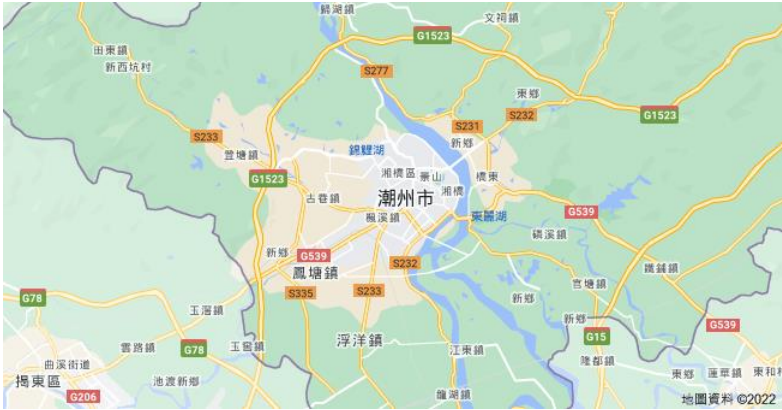 歸湖鎮
文祠鎮
G1523
田東鎮
新西坑村
S277
東鄉
S232
G1523
S231
S233
新鄉
登塘鎮
錦鯉湖
湘橋區
景山
橋東
G1523
古巷鎮
潮州市
湘橋
楓溪鎮
東麗湖
G539
磷溪鎮
新鄉
G539
S232
鐵鋪鎮
鳳塘鎮
官塘鎮
G78
S335
S233
新鄉
玉滘鎮
新鄉
G539
浮洋鎮
G15
雲路鎮
G78
玉窖鎮
江東鎮
隆都鎮
曲溪街道
揭東區
池渡新鄉
東鄉
蓮華鎮
東和村
G206
龍湖鎮
地圖資料 ©2022